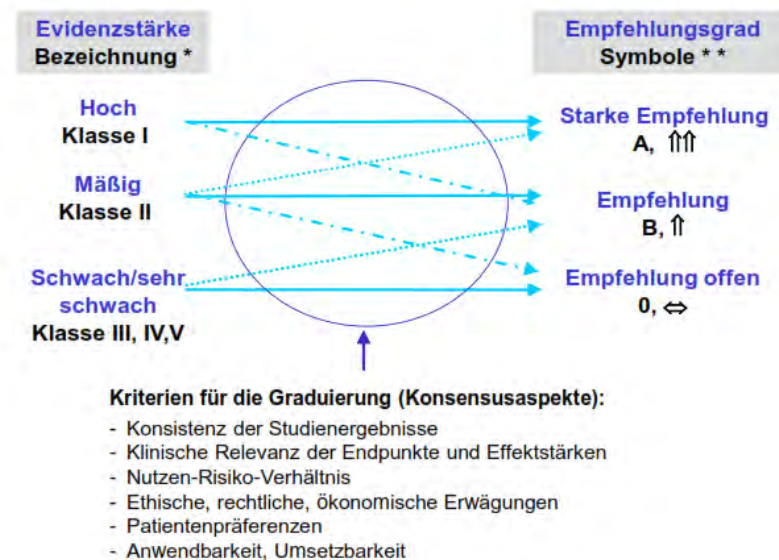 Evidenzstärke
Bezeichnung *
Empfehlungsgrad
Symbole * *
Hoch
Klasse I
Starke Empfehlung
A, ⇑⇑
Mäßig
Klasse II
Empfehlung
B, ⇑
Schwach/sehr
schwach
Klasse III, IV,V
Empfehlung offen
0, ⇔
Kriterien für die Graduierung (Konsensusaspekte):
- Konsistenz der Studienergebnisse
- Klinische Relevanz der Endpunkte und Effektstärken
- Nutzen-Risiko-Verhältnis
- Ethische, rechtliche, ökonomische Erwägungen
- Patientenpräferenzen
- Anwendbarkeit, Umsetzbarkeit